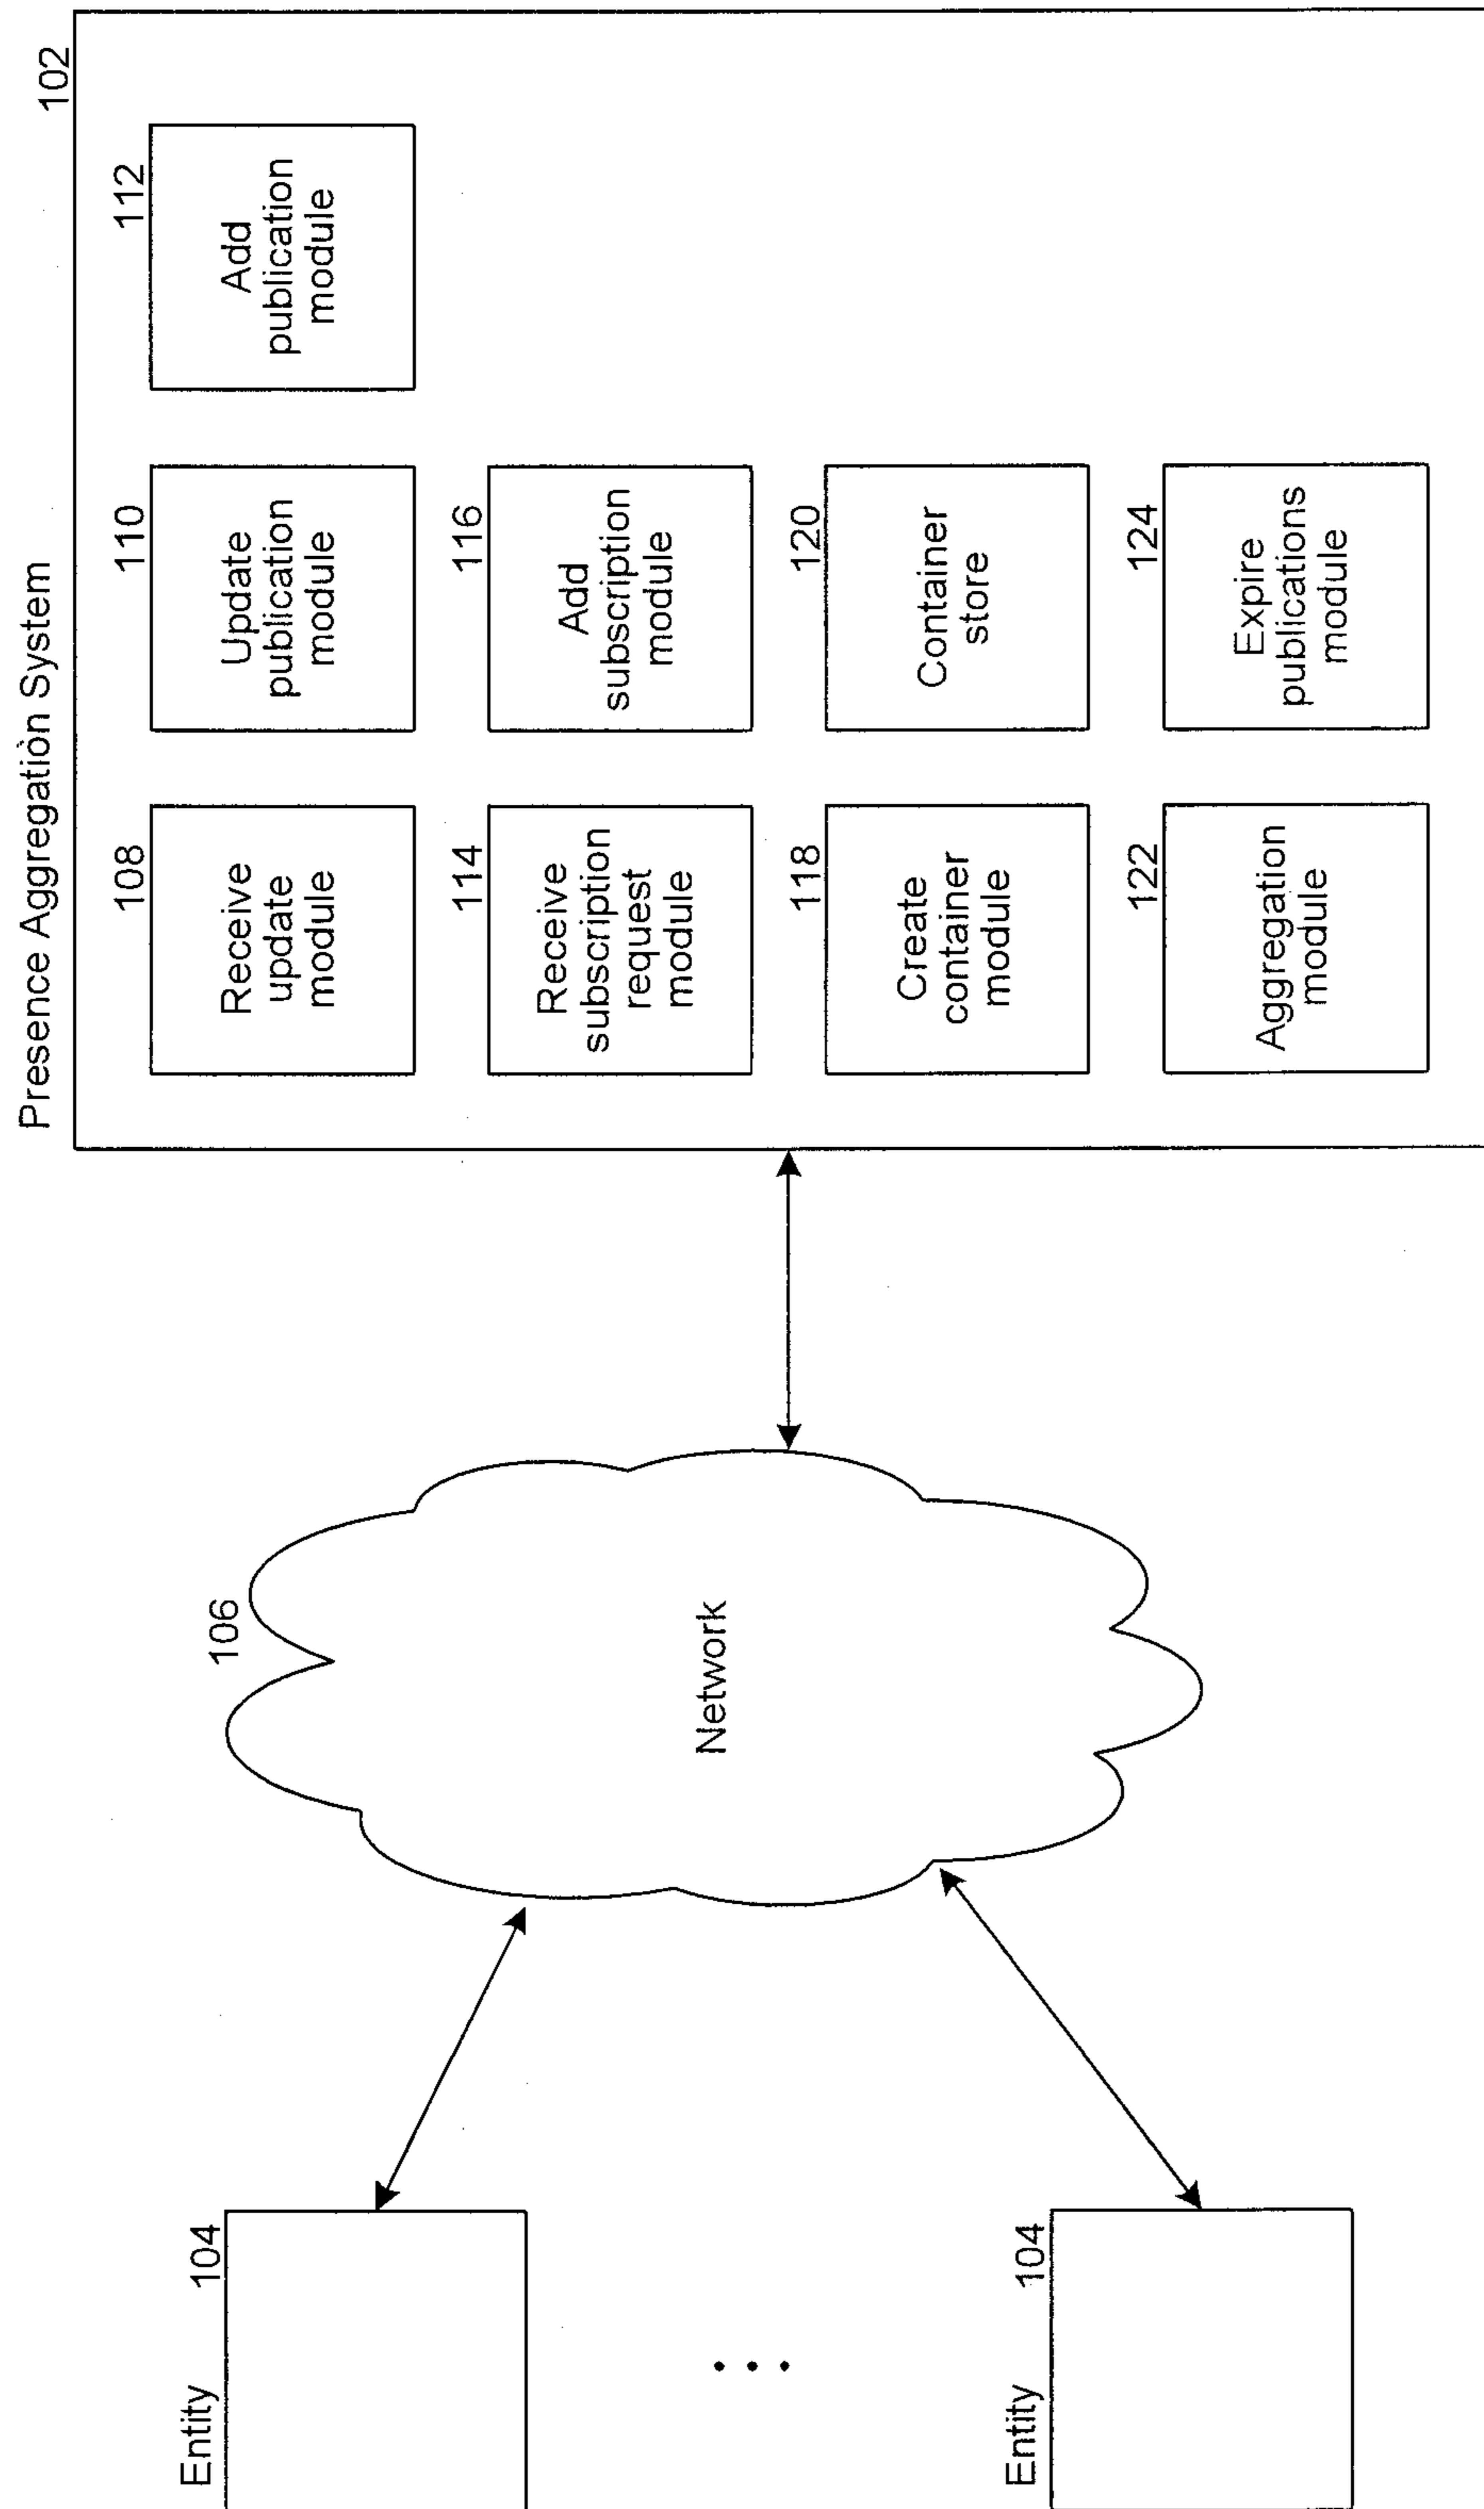 Presence Aggregation System
102
108
Receive
update
module
110
Update
publication
module
112
Add
publication
module
114
Receive
subscription
request
module
116
Add
subscription
module
118
Create
container
module
120
Container
store
122
Aggregation
module
124
Expire
publications
module
106
Network
Entity 104
Entity 104